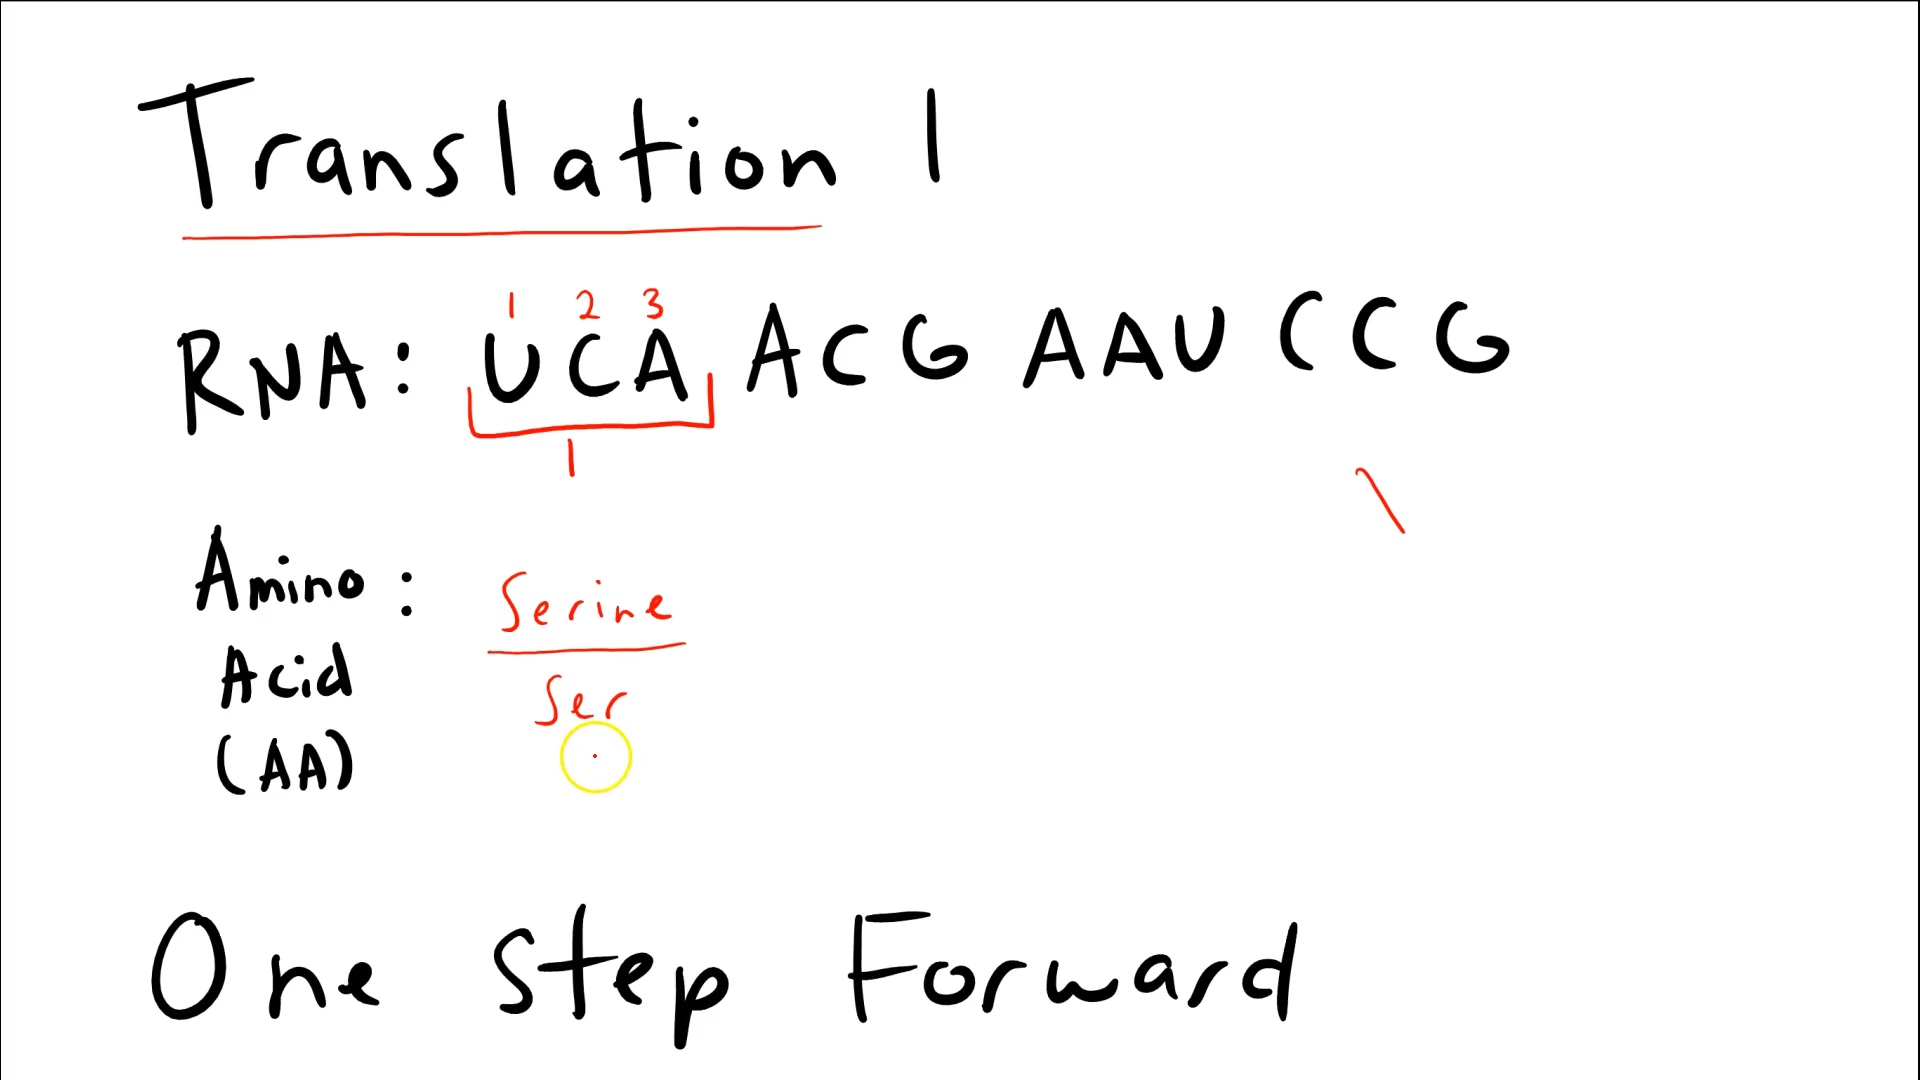 Translation 1
1 2 3
RNA: UCA ACG AAU CCG
1
Amino : Serine
Acid Ser
(AA)
One Step Forward